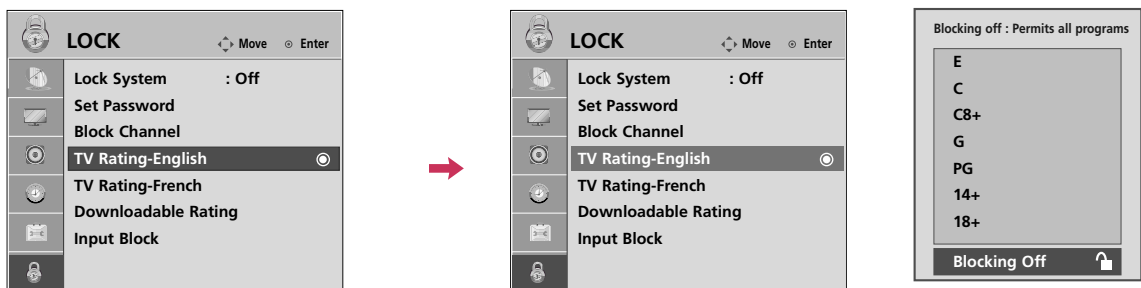 LOCK
Move Enter
Lock System : Off
Set Password
Block Channel
TV Rating-English
TV Rating-French
Downloadable Rating
Input Block
LOCK
Move Enter
Lock System : Off
Set Password
Block Channel
TV Rating-English
TV Rating-French
Downloadable Rating
Input Block
Blocking off : Permits all programs
E
C
C8+
G
PG
14+
18+
Blocking Off